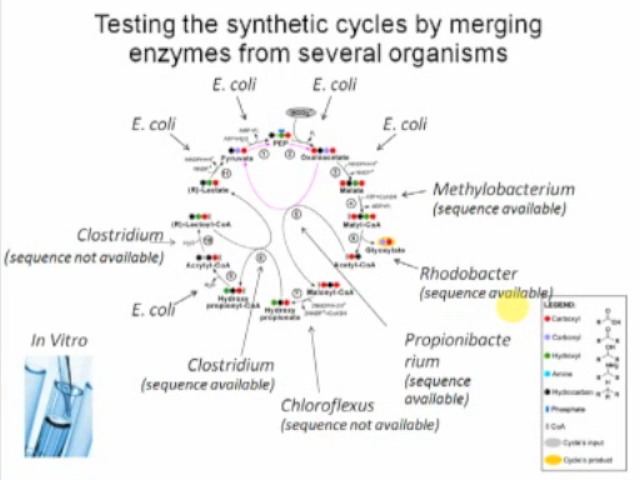 Testing the synthetic cycles by merging
enzymes from several organisms
E. coli
E. coli
E. coli
E. coli
PEP
Pyruvate
Oxaloacetate
(R)-Lactate
Malate
Methylobacterium
(sequence available)
(R)-Lactoyl-CoA
Malyl-CoA
Clostridium
(sequence not available)
Glyoxylate
Acrylyl-CoA
Acetyl-CoA
Rhodobacter
(sequence available)
E. coli
Hydroxy
propionyl-CoA
Hydroxy
propionate
Malonyl-CoA
In Vitro
Clostridium
(sequence available)
Chloroflexus
(sequence not available)
Propionibacte
rium
(sequence
available)
LEGEND:
Carboxyl
Carbonyl
Hydroxyl
Amine
Hydrocarbon
Phosphate
CoA
Cycle's input
Cycle's product